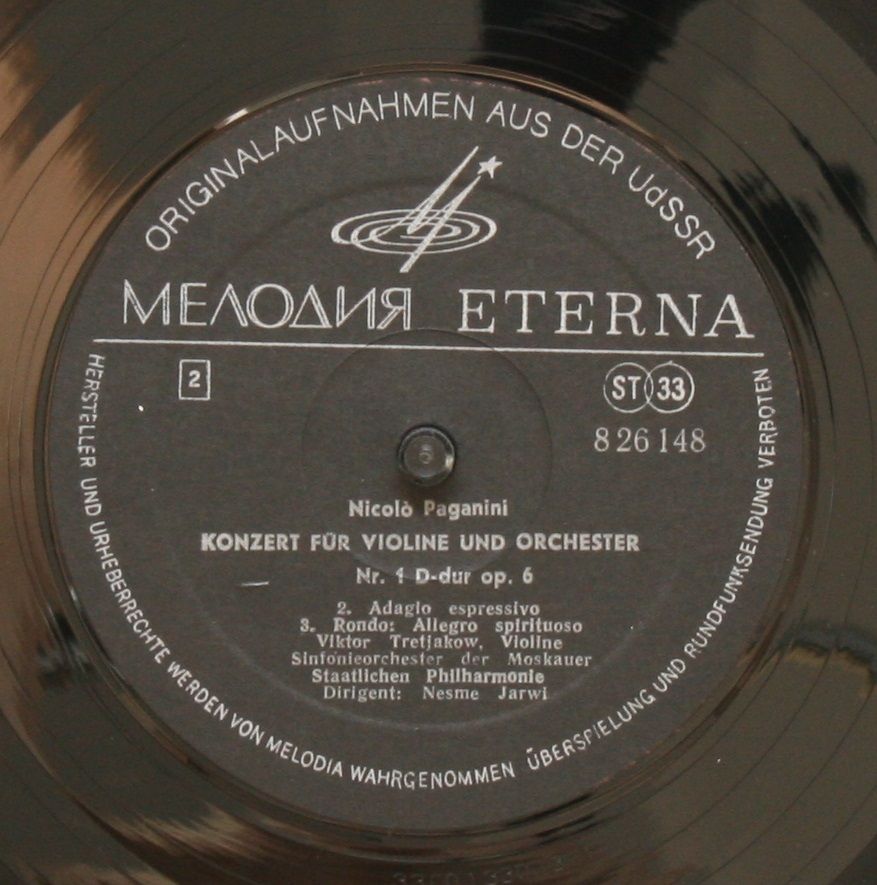 ORIGINALAUFNAHMEN AUS DER UdSSR
МЕЛОДИЯ ETERNA
2
ST 33
8 26 148
Nicolò Paganini
KONZERT FÜR VIOLINE UND ORCHESTER
Nr. 1 D-dur op. 6
2. Adagio espressivo
3. Rondo: Allegro spirituoso
Viktor Tretjakow, Violine
Sinfonieorchester der Moskauer
Staatlichen Philharmonie
Dirigent: Nesme Jarwi
HERSTELLER UND URHEBERRECHTE WERDEN VON MELODIA WAHRGENOMMEN ÜBERSPIELUNG UND RUNDFUNKSENDUNG VERBOTEN